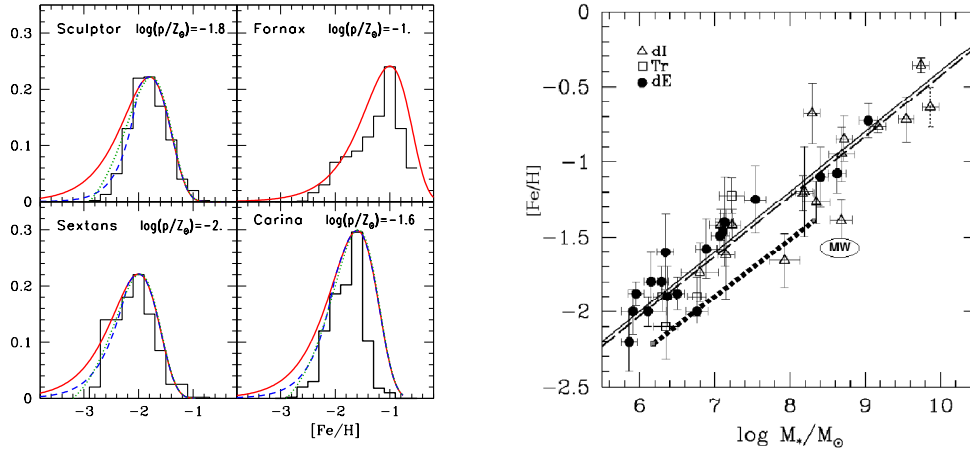 Sculptor log(p/Z⊙)=−1.8
Fornax log(p/Z⊙)=−1.
0.3
0.2
0.1
0
Sextans log(p/Z⊙)=−2.
Carina log(p/Z⊙)=−1.6
0.3
0.2
0.1
0
−3 −2 −1 −3 −2 −1
[Fe/H]
0
−0.5
−1
−1.5
−2
−2.5
[Fe/H]
dI
Tr
dE
MW
6 7 8 9 10
log M*/M⊙